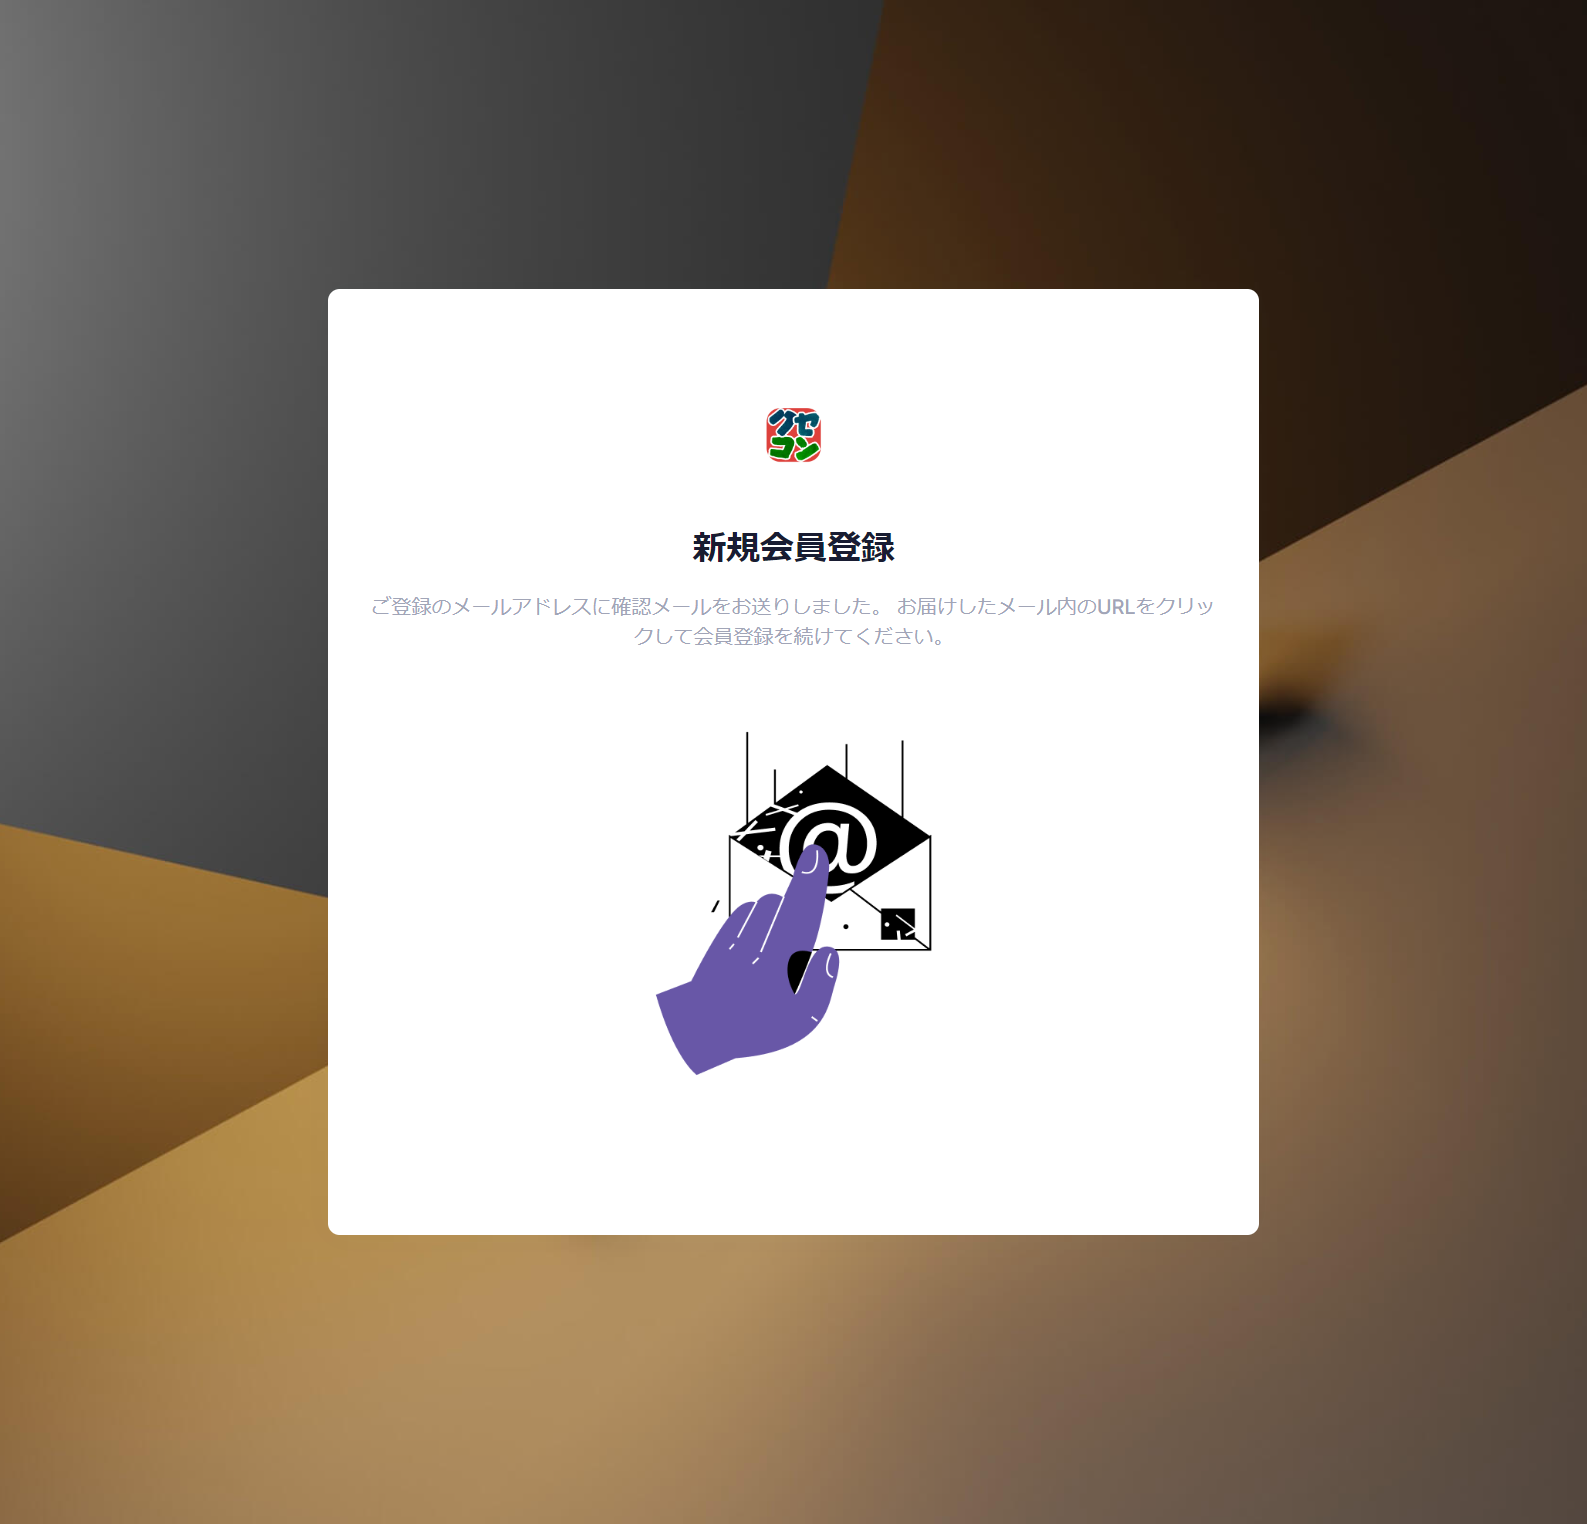 クセ
コン
新規会員登録
ご登録のメールアドレスに確認メールをお送りしました。 お届けしたメール内のURLをクリッ
クして会員登録を続けてください。
@